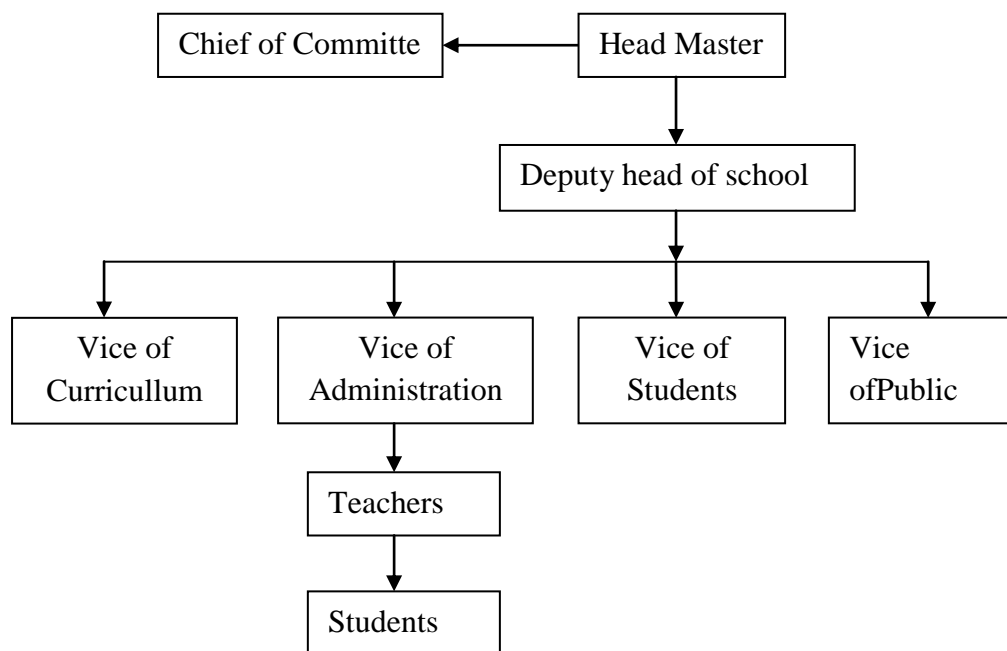 Chief of Committe
Head Master
Deputy head of school
Vice of
Curricullum
Vice of
Administration
Vice of
Students
Vice
ofPublic
Teachers
Students